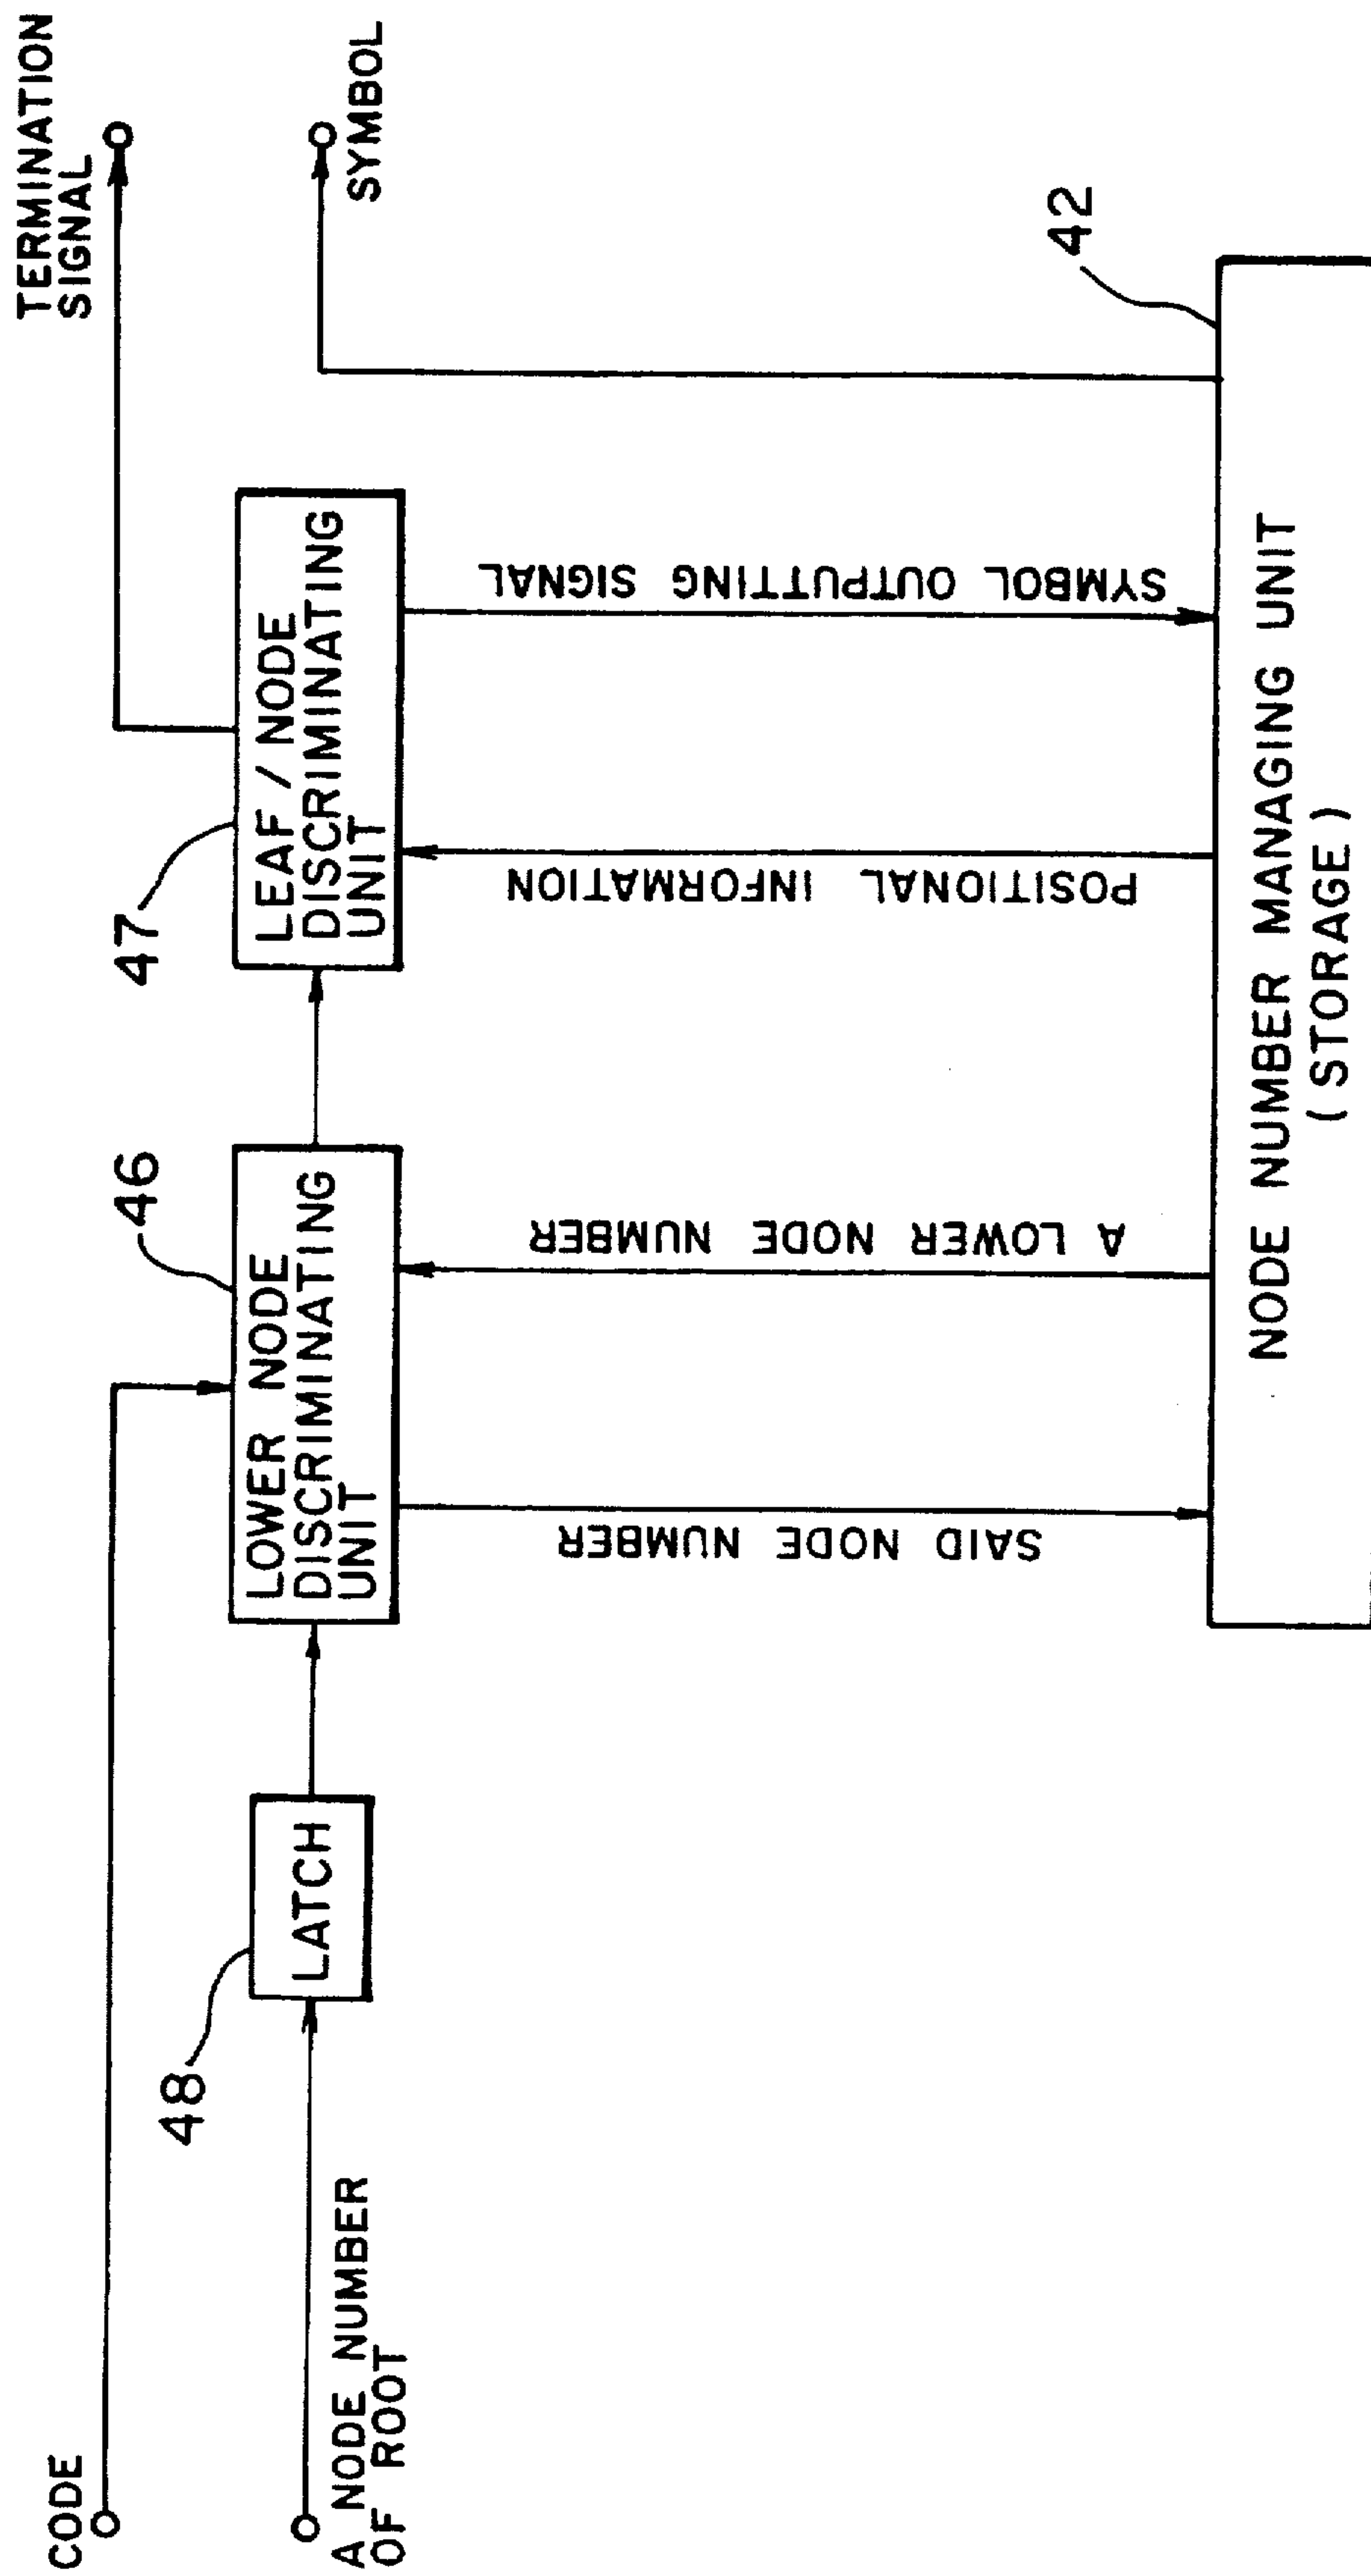 CODE
A NODE NUMBER
OF ROOT
48
LATCH
46
LOWER NODE
DISCRIMINATING
UNIT
47
LEAF / NODE
DISCRIMINATING
UNIT
TERMINATION
SIGNAL
SYMBOL
SAID NODE NUMBER
A LOWER NODE NUMBER
POSITIONAL INFORMATION
SYMBOL OUTPUTTING SIGNAL
42
NODE NUMBER MANAGING UNIT
( STORAGE )